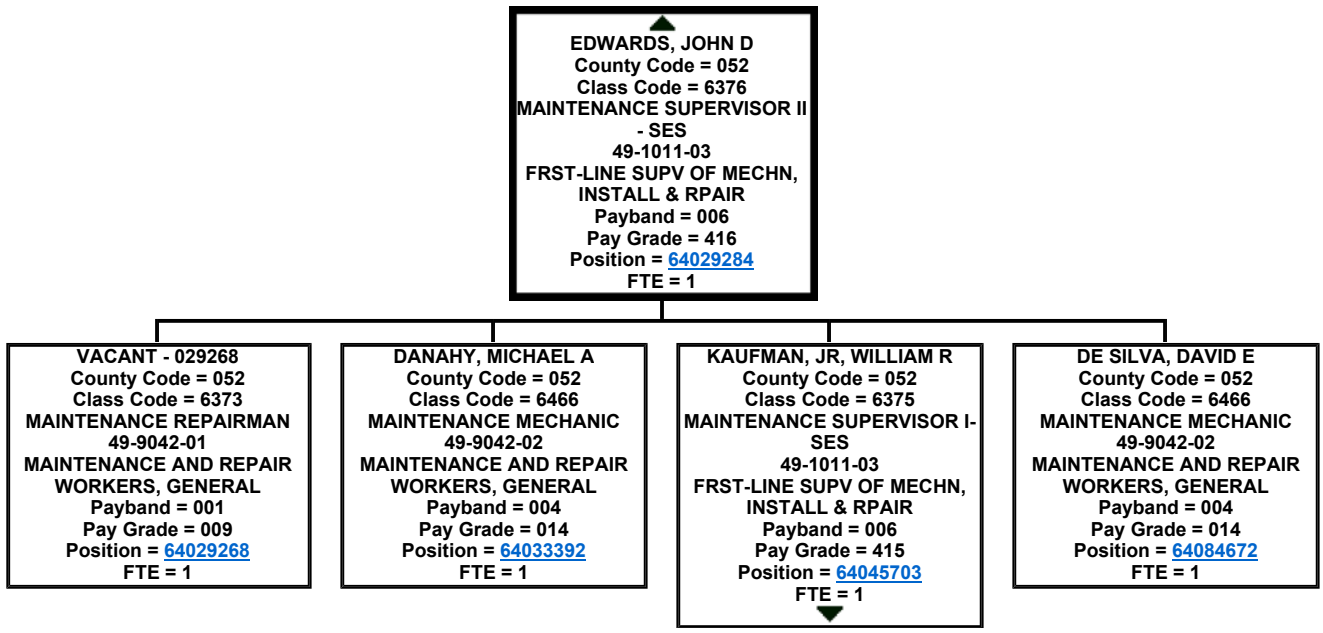 EDWARDS, JOHN D
County Code = 052
Class Code = 6376
MAINTENANCE SUPERVISOR II
- SES
49-1011-03
FRST-LINE SUPV OF MECHN,
INSTALL & RPAIR
Payband = 006
Pay Grade = 416
Position = 64029284
FTE = 1
VACANT - 029268
County Code = 052
Class Code = 6373
MAINTENANCE REPAIRMAN
49-9042-01
MAINTENANCE AND REPAIR
WORKERS, GENERAL
Payband = 001
Pay Grade = 009
Position = 64029268
FTE = 1
DANAHY, MICHAEL A
County Code = 052
Class Code = 6466
MAINTENANCE MECHANIC
49-9042-02
MAINTENANCE AND REPAIR
WORKERS, GENERAL
Payband = 004
Pay Grade = 014
Position = 64033392
FTE = 1
KAUFMAN, JR, WILLIAM R
County Code = 052
Class Code = 6375
MAINTENANCE SUPERVISOR I-
SES
49-1011-03
FRST-LINE SUPV OF MECHN,
INSTALL & RPAIR
Payband = 006
Pay Grade = 415
Position = 64045703
FTE = 1
DE SILVA, DAVID E
County Code = 052
Class Code = 6466
MAINTENANCE MECHANIC
49-9042-02
MAINTENANCE AND REPAIR
WORKERS, GENERAL
Payband = 004
Pay Grade = 014
Position = 64084672
FTE = 1